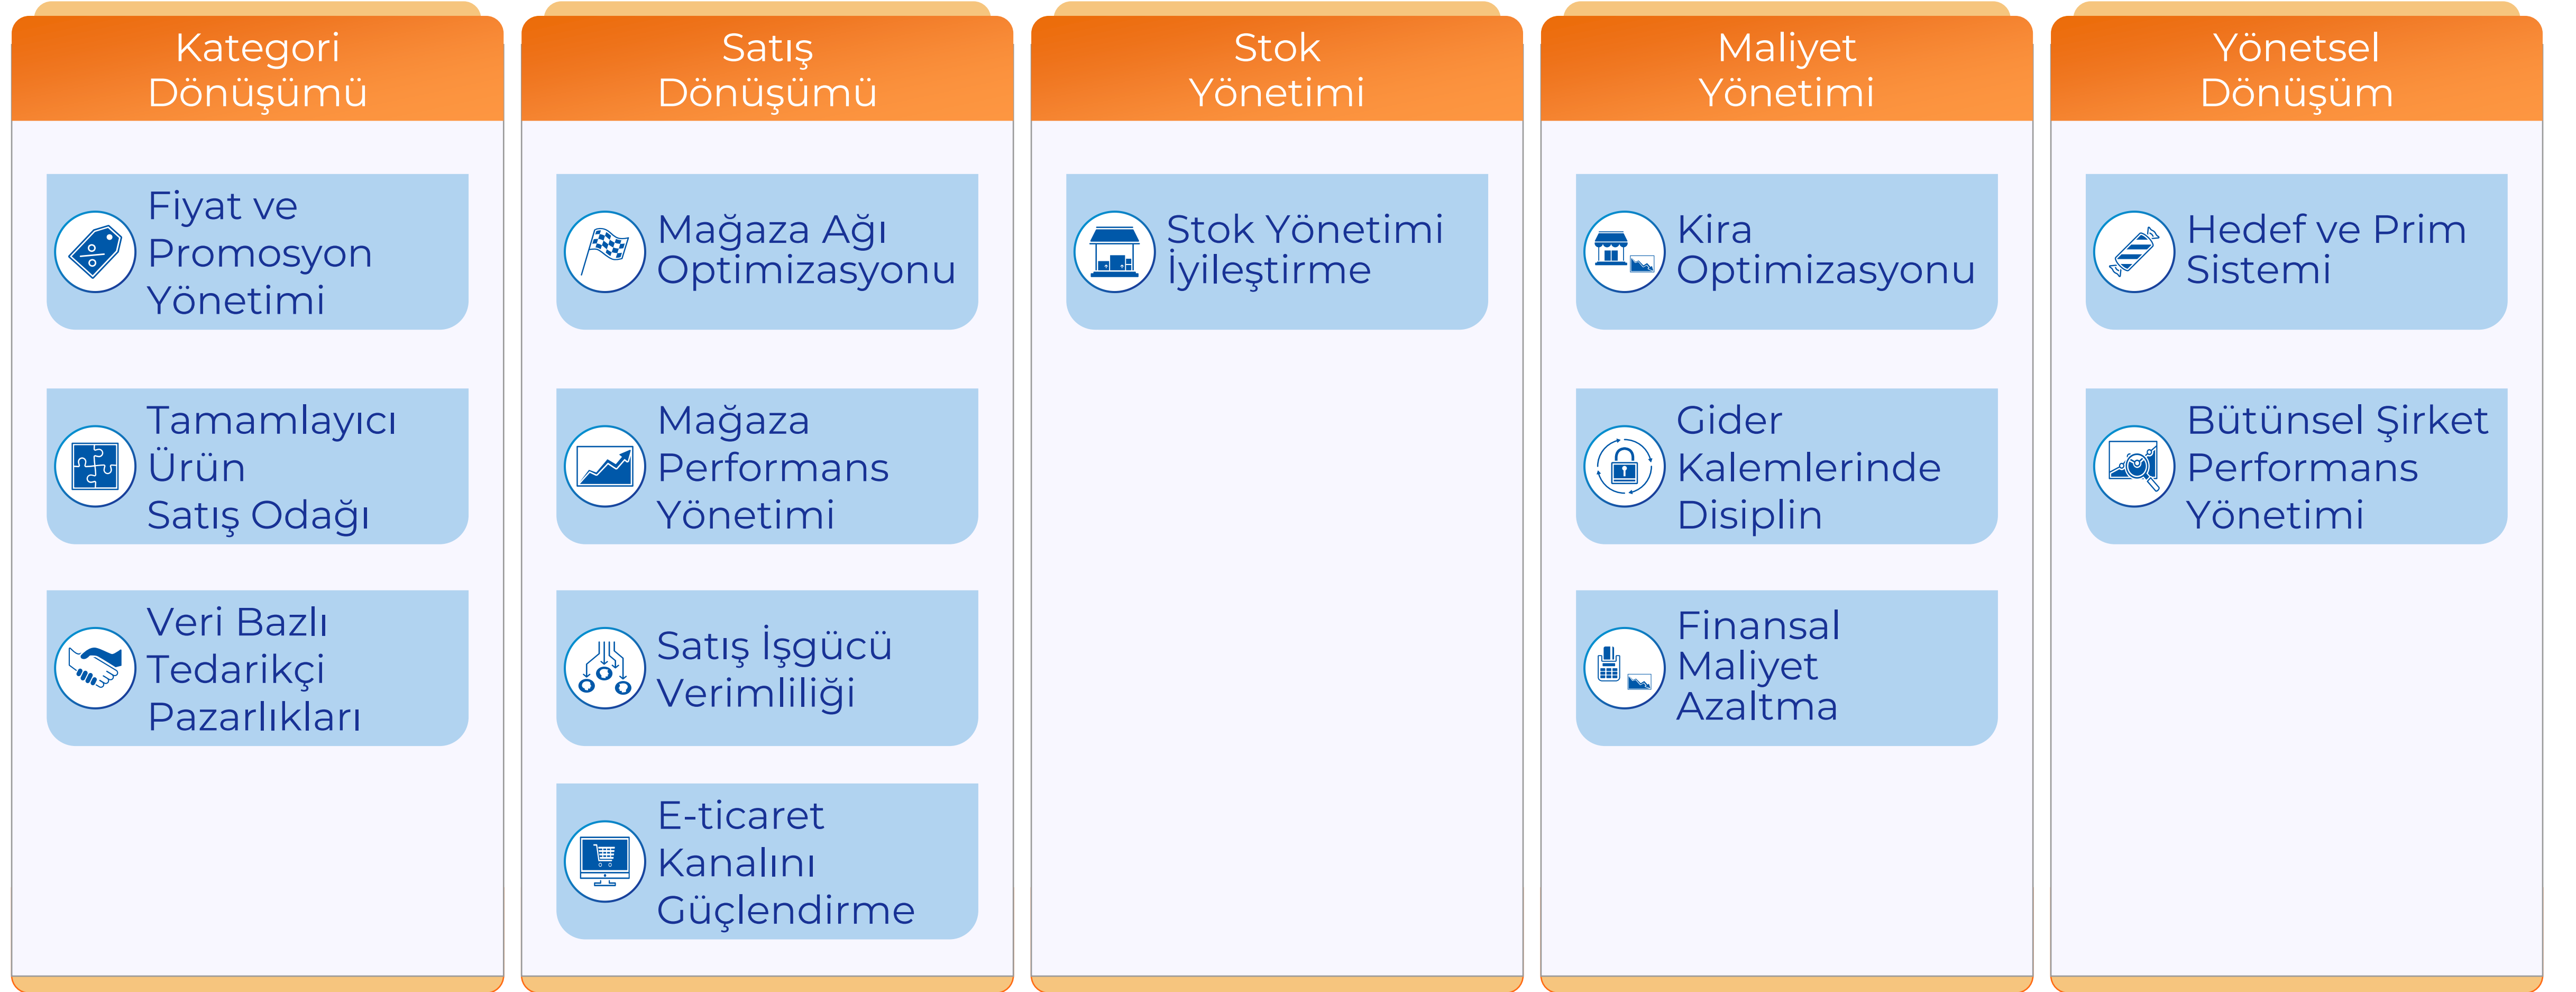 Kategori
Dönüşümü
Fiyat ve
Promosyon
Yönetimi
Tamamlayıcı
Ürün
Satış Odağı
Veri Bazlı
Tedarikçi
Pazarlıkları
Satış
Dönüşümü
Mağaza Ağı
Optimizasyonu
Mağaza
Performans
Yönetimi
Satış İşgücü
Verimliliği
E-ticaret
Kanalını
Güçlendirme
Stok
Yönetimi
Stok Yönetimi
İyileştirme
Maliyet
Yönetimi
Kira
Optimizasyonu
Gider
Kalemlerinde
Disiplin
Finansal
Maliyet
Azaltma
Yönetsel
Dönüşüm
Hedef ve Prim
Sistemi
Bütünsel Şirket
Performans
Yönetimi